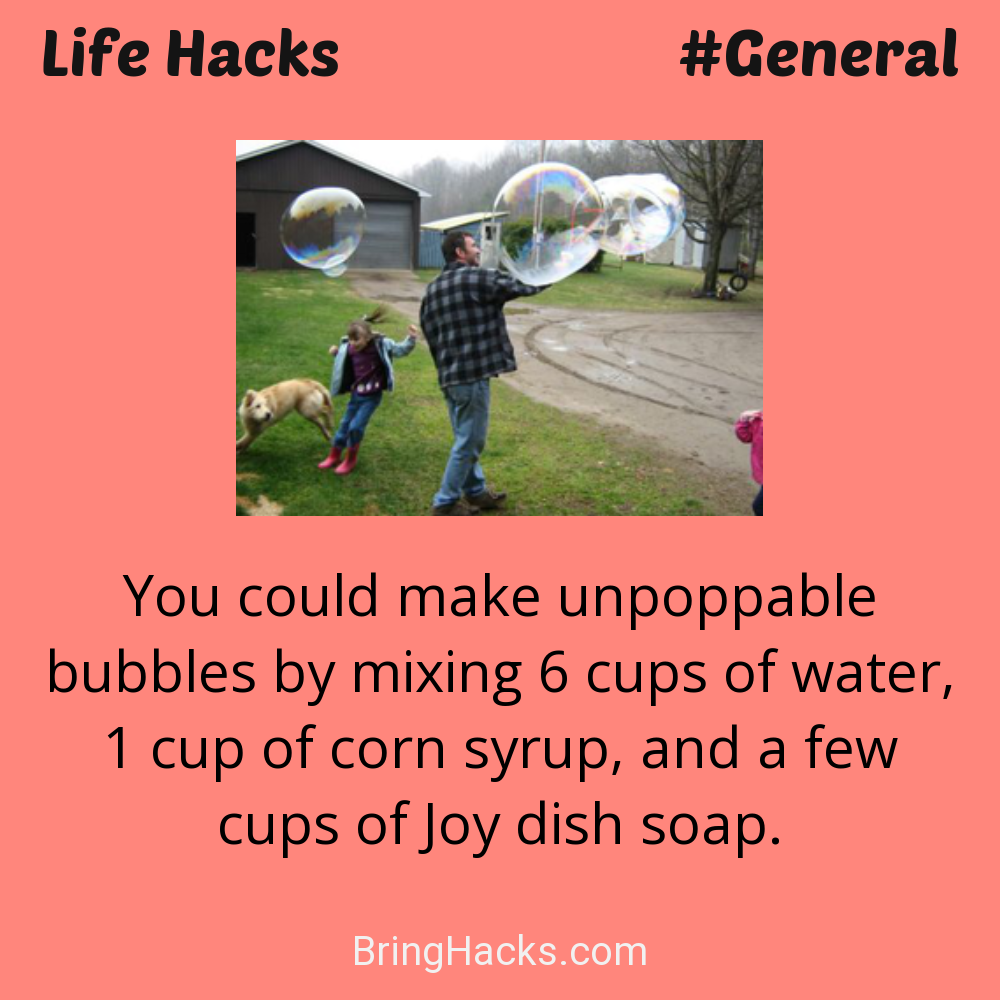 Life Hacks
#General
You could make unpoppable
bubbles by mixing 6 cups of water,
1 cup of corn syrup, and a few
cups of Joy dish soap.
BringHacks.com